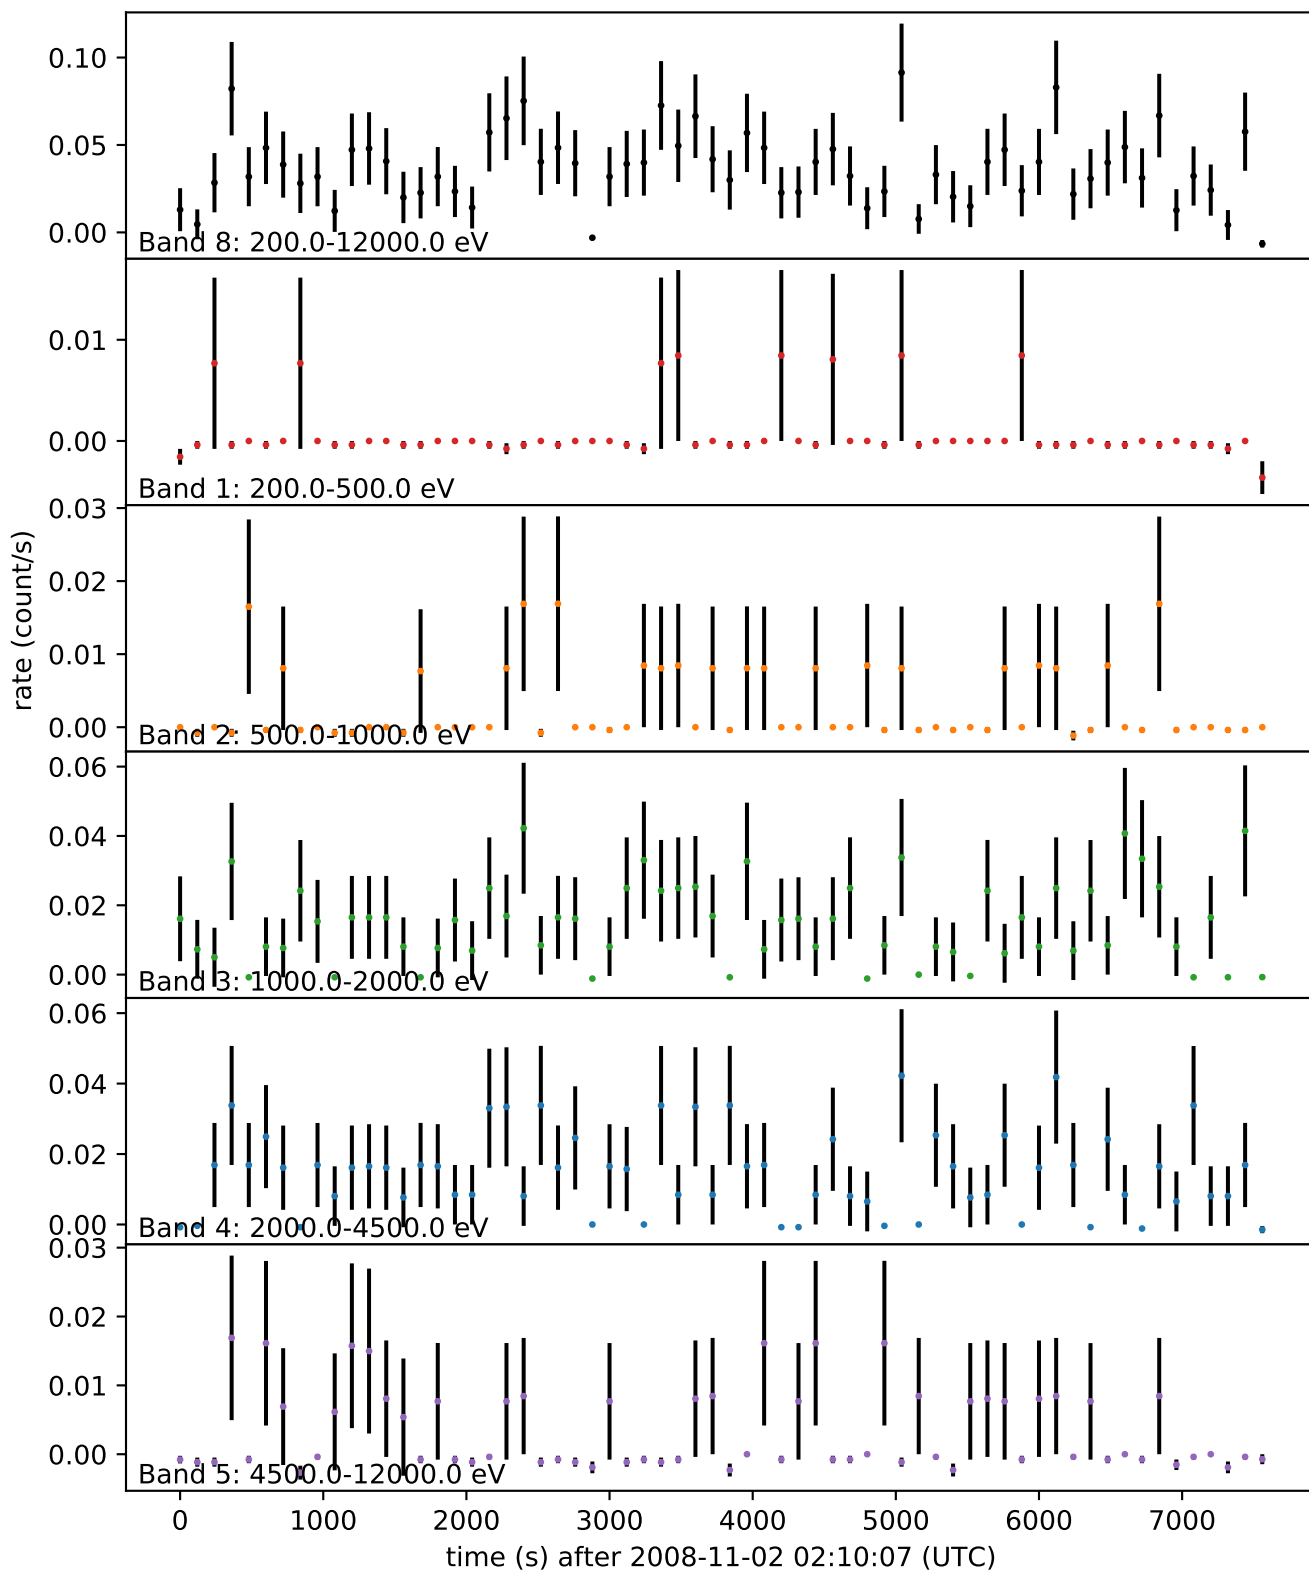 0.10
0.05
0.00
Band 8: 200.0-12000.0 eV
0.01
0.00
Band 1: 200.0-500.0 eV
0.03
0.02
0.01
0.00
Band 2: 500.0-1000.0 eV
rate (count/s)
0.06
0.04
0.02
0.00
Band 3: 1000.0-2000.0 eV
0.06
0.04
0.02
0.00
Band 4: 2000.0-4500.0 eV
0.03
0.02
0.01
0.00
Band 5: 4500.0-12000.0 eV
0 1000 2000 3000 4000 5000 6000 7000
time (s) after 2008-11-02 02:10:07 (UTC)